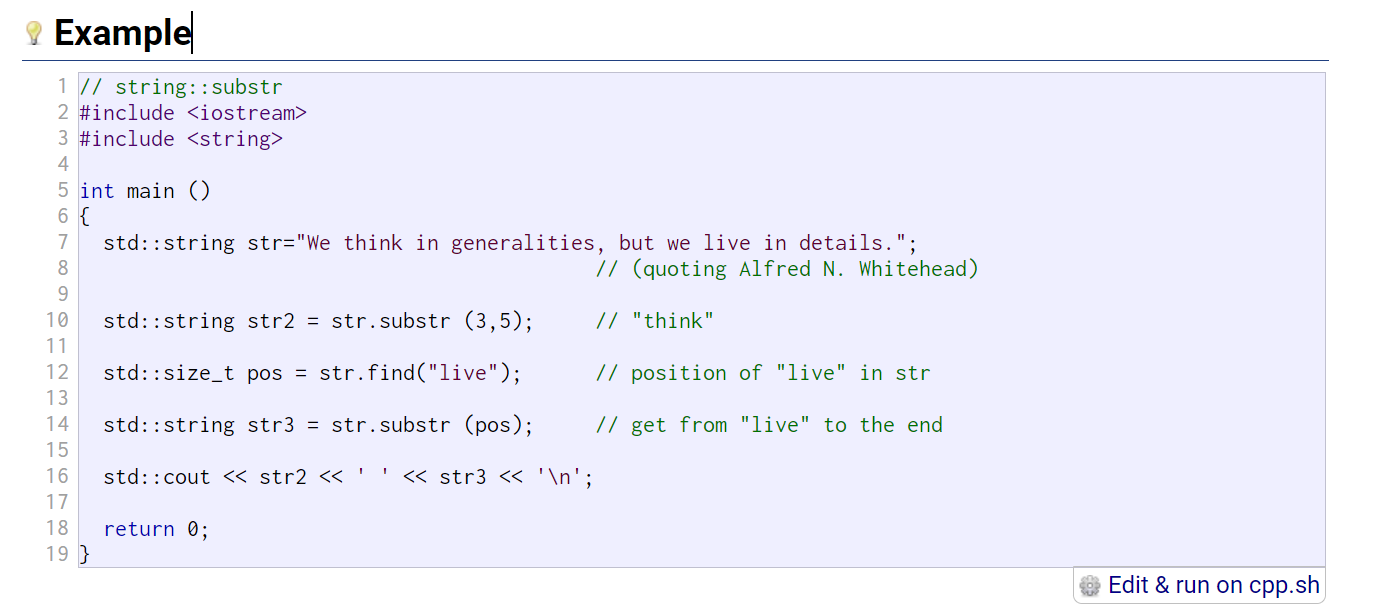 Example
1 // string::substr
2 #include <iostream>
3 #include <string>
4
5 int main ()
6 {
7   std::string str="We think in generalities, but we live in details.";
8                                            // (quoting Alfred N. Whitehead)
9
10   std::string str2 = str.substr (3,5);     // "think"
11
12   std::size_t pos = str.find("live");      // position of "live" in str
13
14   std::string str3 = str.substr (pos);     // get from "live" to the end
15
16   std::cout << str2 << ' ' << str3 << '\n';
17
18   return 0;
19 }
Edit & run on cpp.sh